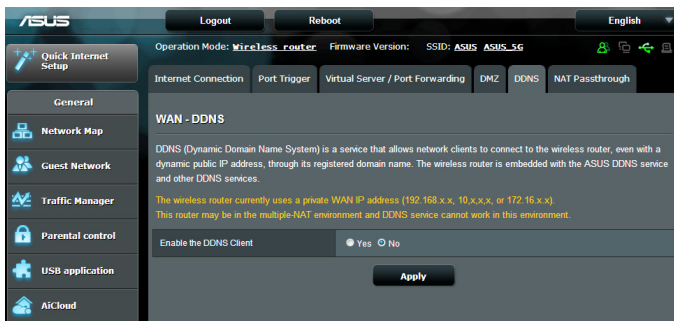 ASUS
Logout
Reboot
English
Quick Internet
Setup
Operation Mode: Wireless router Firmware Version: SSID: ASUS ASUS_5G
Internet Connection
Port Trigger
Virtual Server / Port Forwarding
DMZ
DDNS
NAT Passthrough
General
Network Map
Guest Network
Traffic Manager
Parental control
USB application
AiCloud
WAN - DDNS
DDNS (Dynamic Domain Name System) is a service that allows network clients to connect to the wireless router, even with a
dynamic public IP address, through its registered domain name. The wireless router is embedded with the ASUS DDNS service
and other DDNS services.
The wireless router currently uses a private WAN IP address (192.168.x.x, 10,x,x,x, or 172.16.x.x).
This router may be in the multiple-NAT environment and DDNS service cannot work in this environment.
Enable the DDNS Client
Yes No
Apply